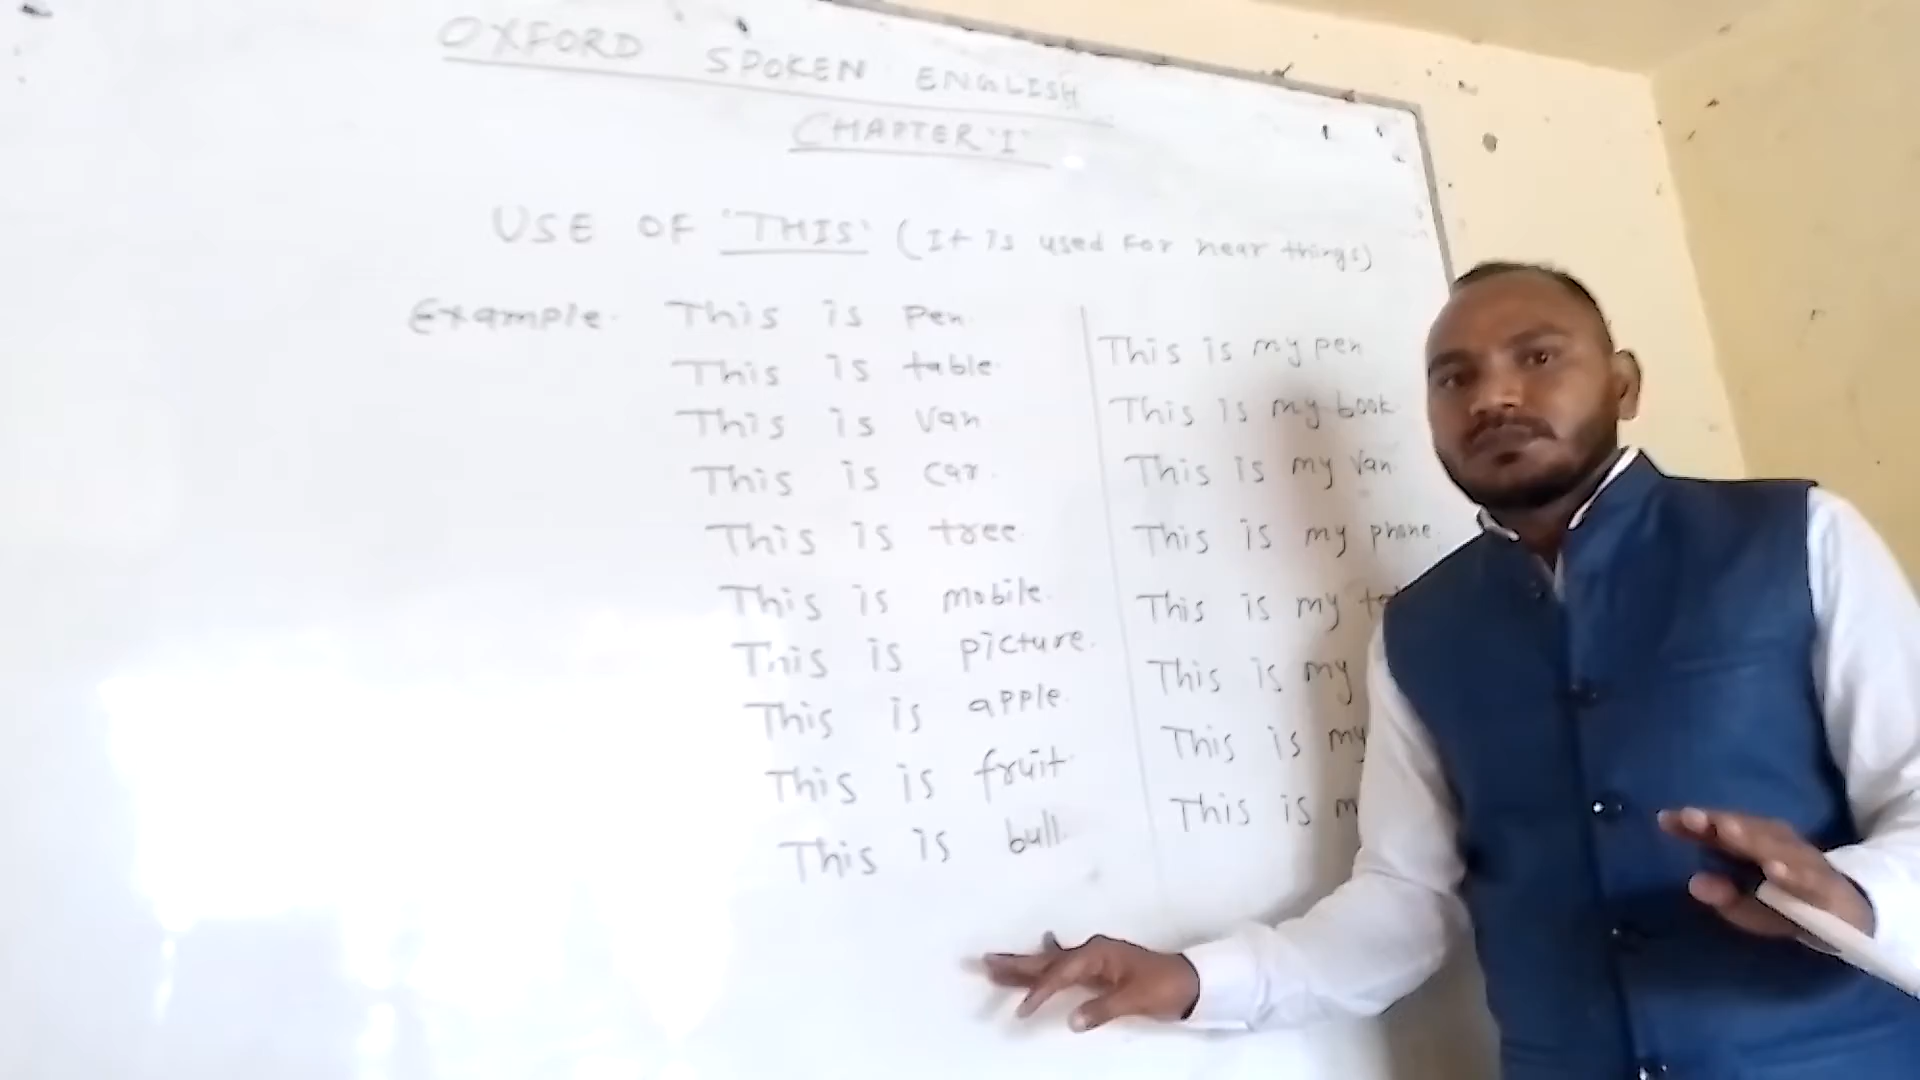 OXFORD SPOKEN ENGLISH
CHAPTER "I"
USE OF 'THIS' (It is used for near things)
Example. This is pen.
This is table.
This is van
This is car.
This is tree.
This is mobile.
This is picture.
This is apple.
This is fruit.
This is bull.
This is my pen
This is my book.
This is my van.
This is my phone.
This is my
This is my
This is my
This is